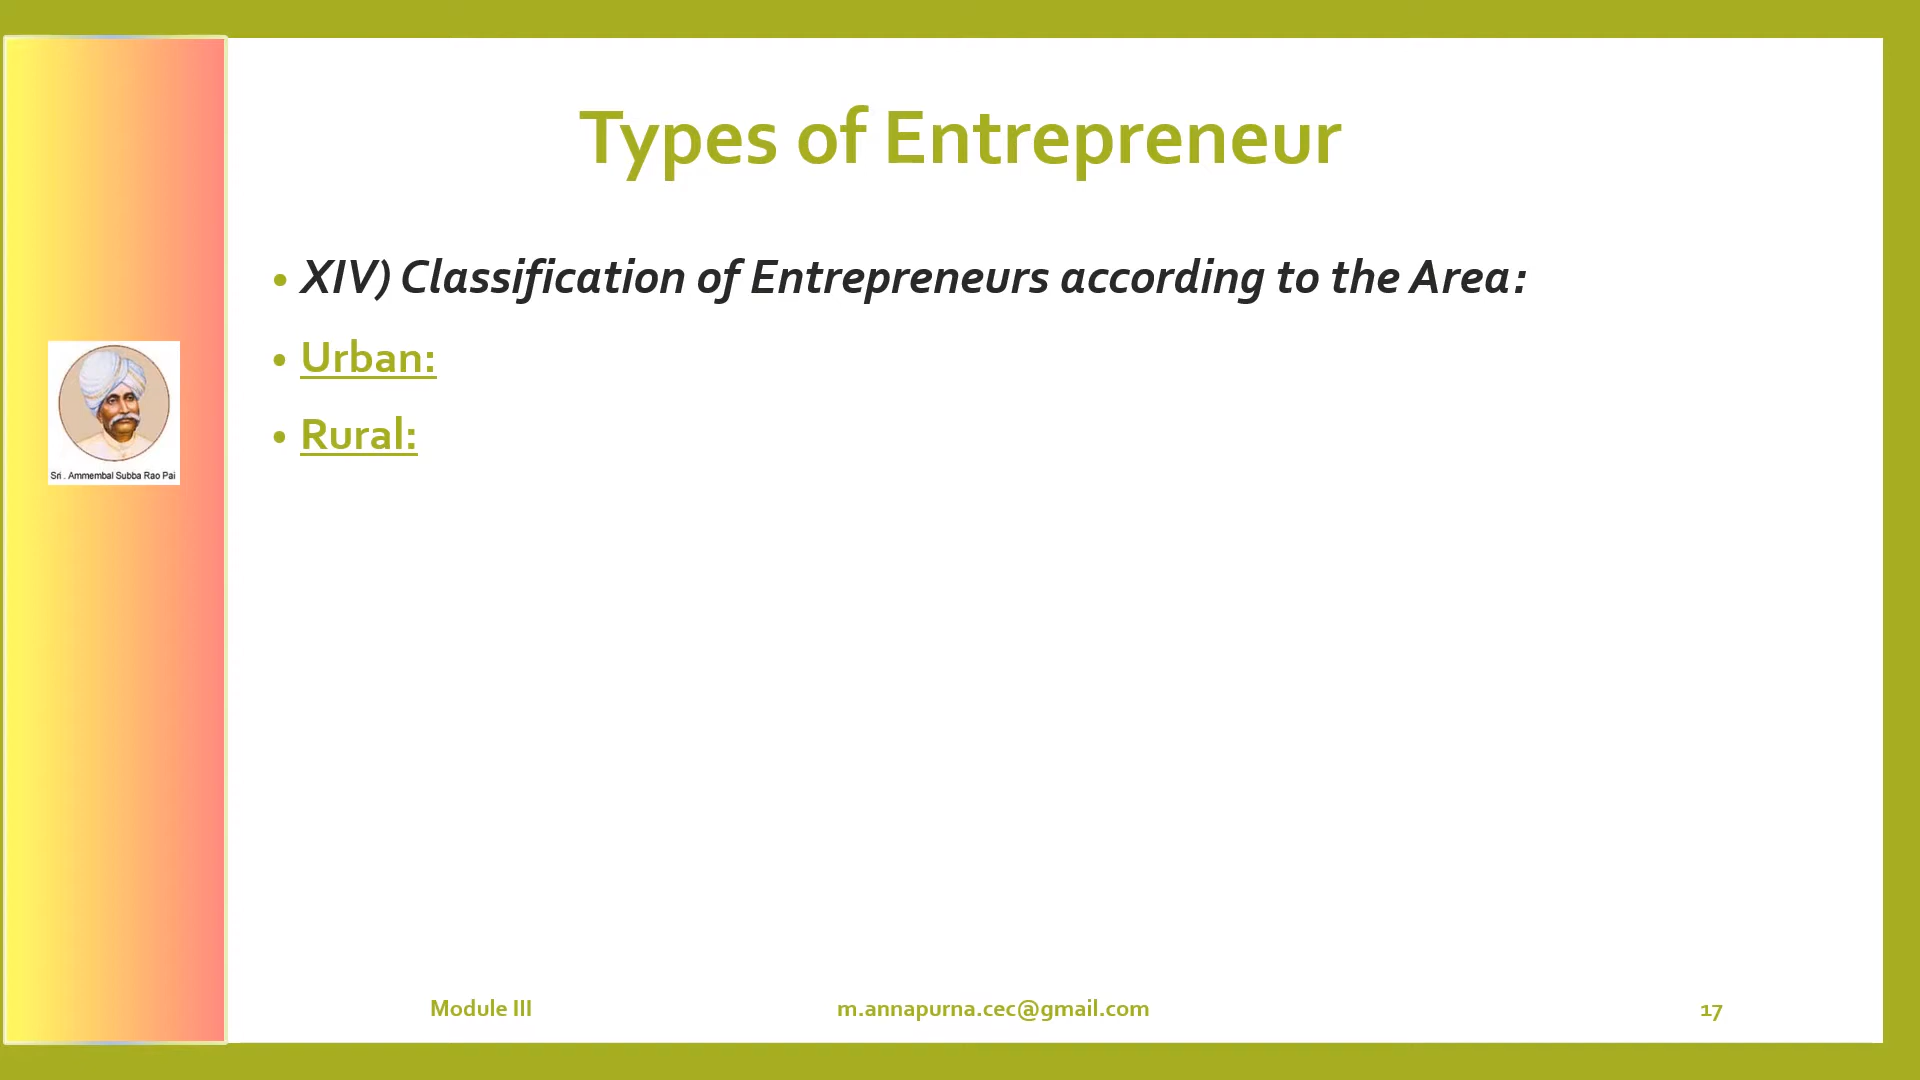 Types of Entrepreneur
• XIV) Classification of Entrepreneurs according to the Area:
• Urban:
• Rural:
Sri . Ammembal Subba Rao Pai
Module III
m.annapurna.cec@gmail.com
17